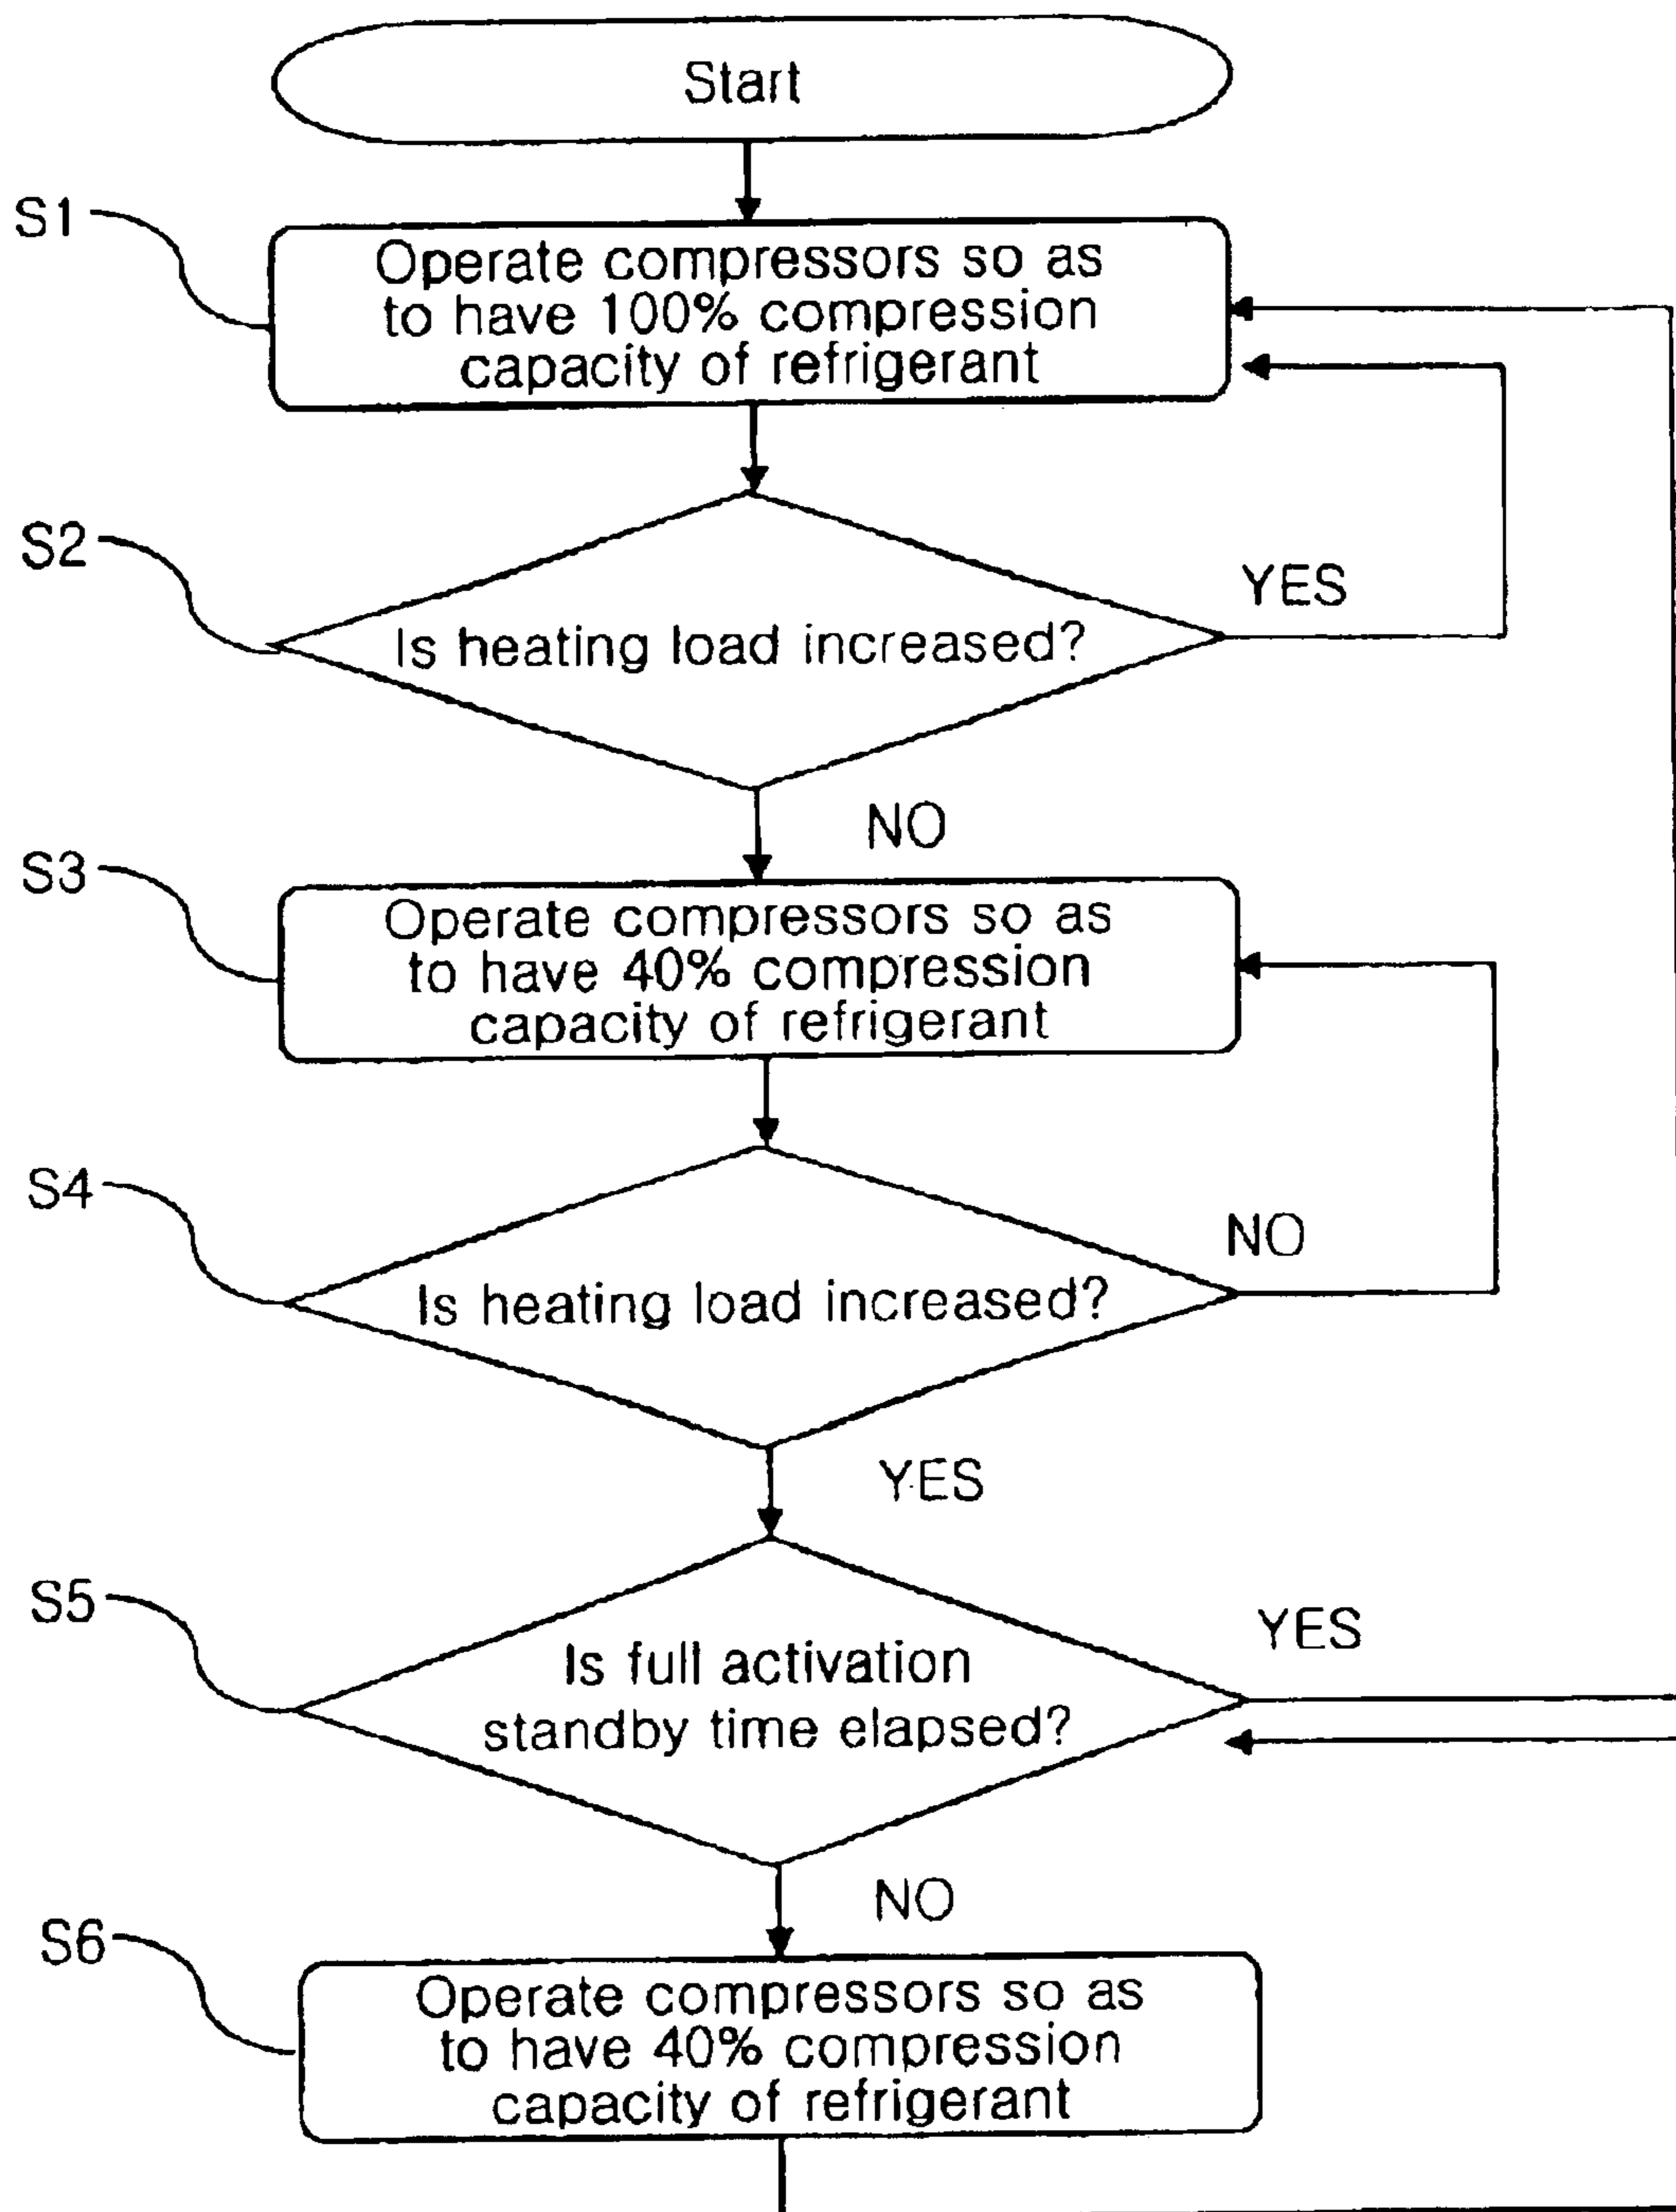 Start
S1
Operate compressors so as
to have 100% compression
capacity of refrigerant
S2
Is heating load increased?
YES
NO
S3
Operate compressors so as
to have 40% compression
capacity of refrigerant
S4
Is heating load increased?
NO
YES
S5
Is full activation
standby time elapsed?
YES
NO
S6
Operate compressors so as
to have 40% compression
capacity of refrigerant